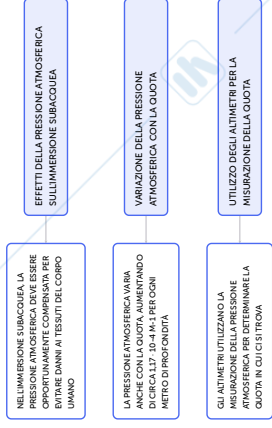 EFFETTI DELLA PRESSIONE ATMOSFERICA
SULL'IMMERSIONE SUBACQUEA
NELL'IMMERSIONE SUBACQUEA, LA
PRESSIONE ATMOSFERICA DEVE ESSERE
OPPORTUNAMENTE COMPENSATA PER
EVITARE DANNI AI TESSUTI DEL CORPO
UMANO
VARIAZIONE DELLA PRESSIONE
ATMOSFERICA CON LA QUOTA
LA PRESSIONE ATMOSFERICA VARIA
ANCHE CON LA QUOTA, AUMENTANDO
DI CIRCA 1,17 · 10-4 M-1 PER OGNI
METRO DI PROFONDITÀ
UTILIZZO DEGLI ALTIMETRI PER LA
MISURAZIONE DELLA QUOTA
GLI ALTIMETRI UTILIZZANO LA
MISURAZIONE DELLA PRESSIONE
ATMOSFERICA PER DETERMINARE LA
QUOTA IN CUI CI SI TROVA